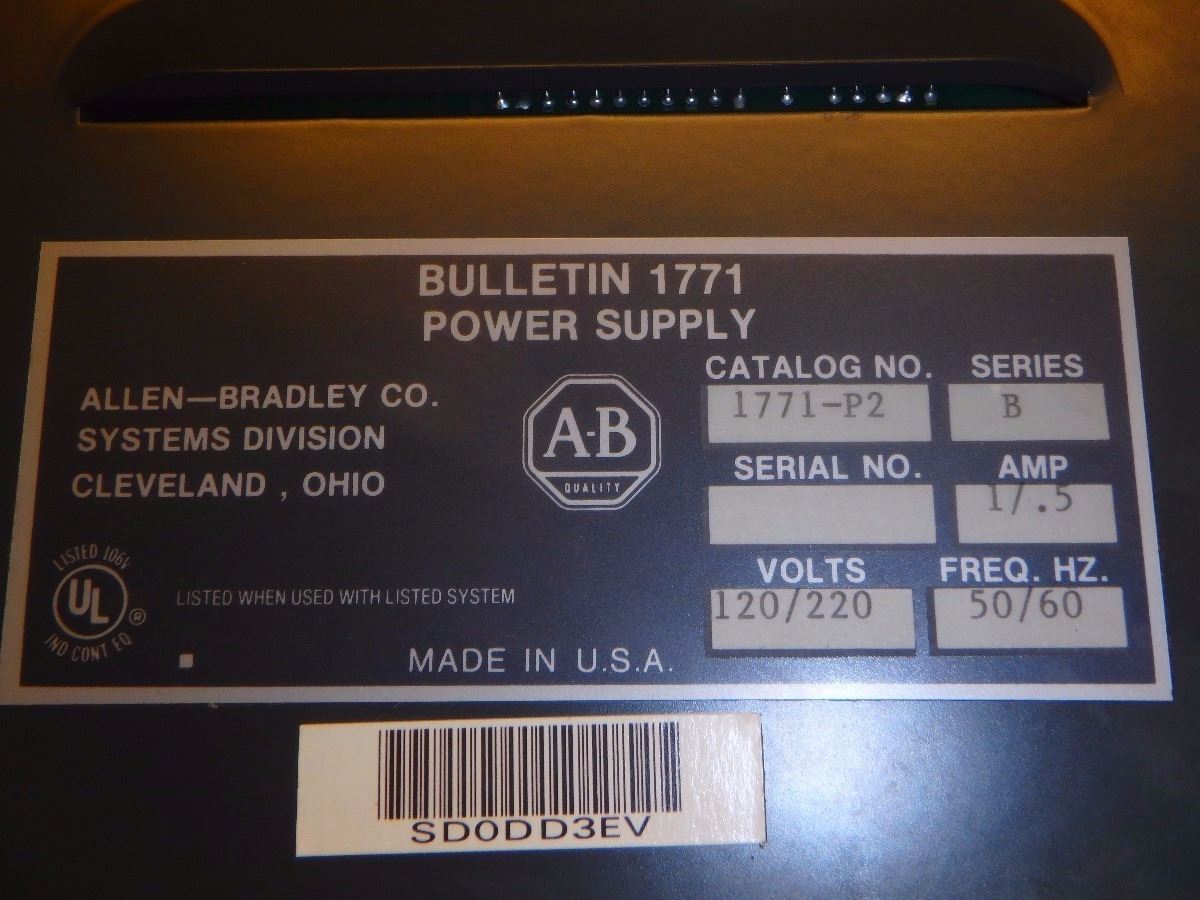 BULLETIN 1771
POWER SUPPLY
ALLEN—BRADLEY CO.
SYSTEMS DIVISION
CLEVELAND , OHIO
A-B
QUALITY
CATALOG NO.
1771-P2
SERIES
B
SERIAL NO.
AMP
1/.5
VOLTS
120/220
FREQ. HZ.
50/60
LISTED 106L
UL
®
IND CONT EQ
LISTED WHEN USED WITH LISTED SYSTEM
MADE IN U.S.A.
SD0DD3EV